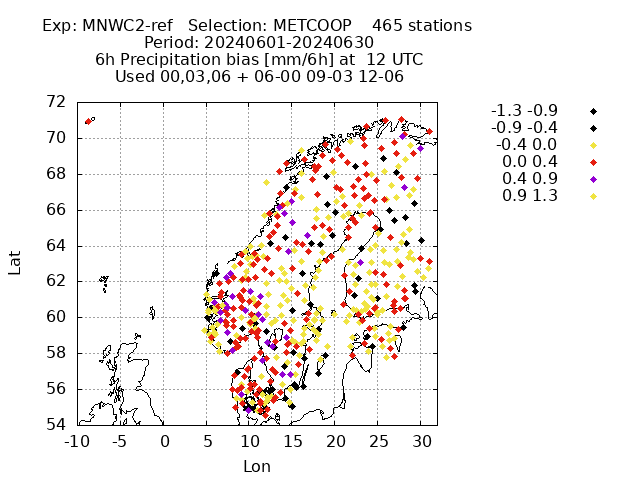 Exp: MNWC2-ref   Selection: METCOOP    465 stations
Period: 20240601-20240630
6h Precipitation bias [mm/6h] at  12 UTC
Used 00,03,06 + 06-00 09-03 12-06
-1.3 -0.9
-0.9 -0.4
-0.4 0.0
0.0 0.4
0.4 0.9
0.9 1.3
72
70
68
66
64
62
60
58
56
54
Lat
-10 -5 0 5 10 15 20 25 30
Lon